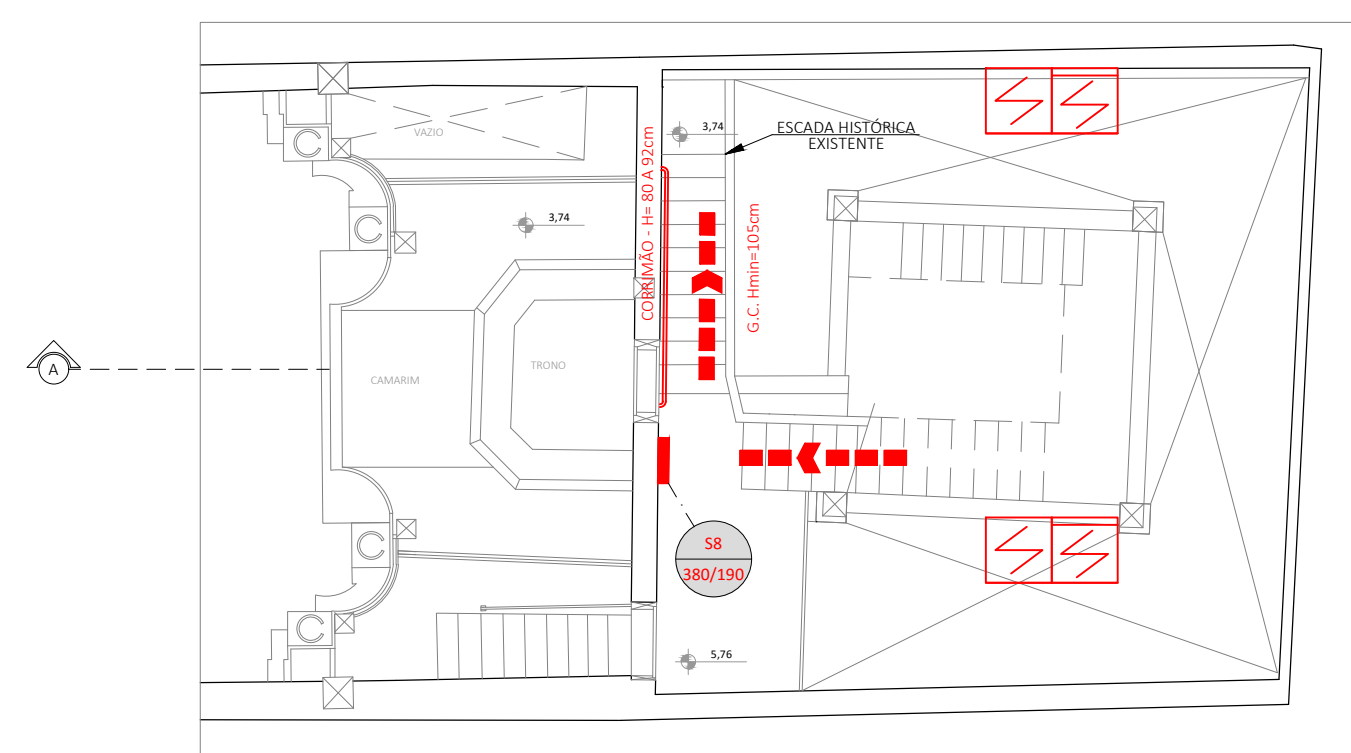 VAZIO
3,74
ESCADA HISTÓRICA
EXISTENTE
CORRIMÃO - H= 80 A 92cm
3,74
G.C. Hmin=105cm
A
CAMARIM
TRONO
S8
380/190
5,76